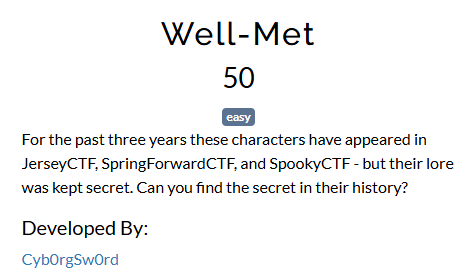 Well-Met
50
easy
For the past three years these characters have appeared in
JerseyCTF, SpringForwardCTF, and SpookyCTF - but their lore
was kept secret. Can you find the secret in their history?
Developed By:
Cyb0rgSw0rd